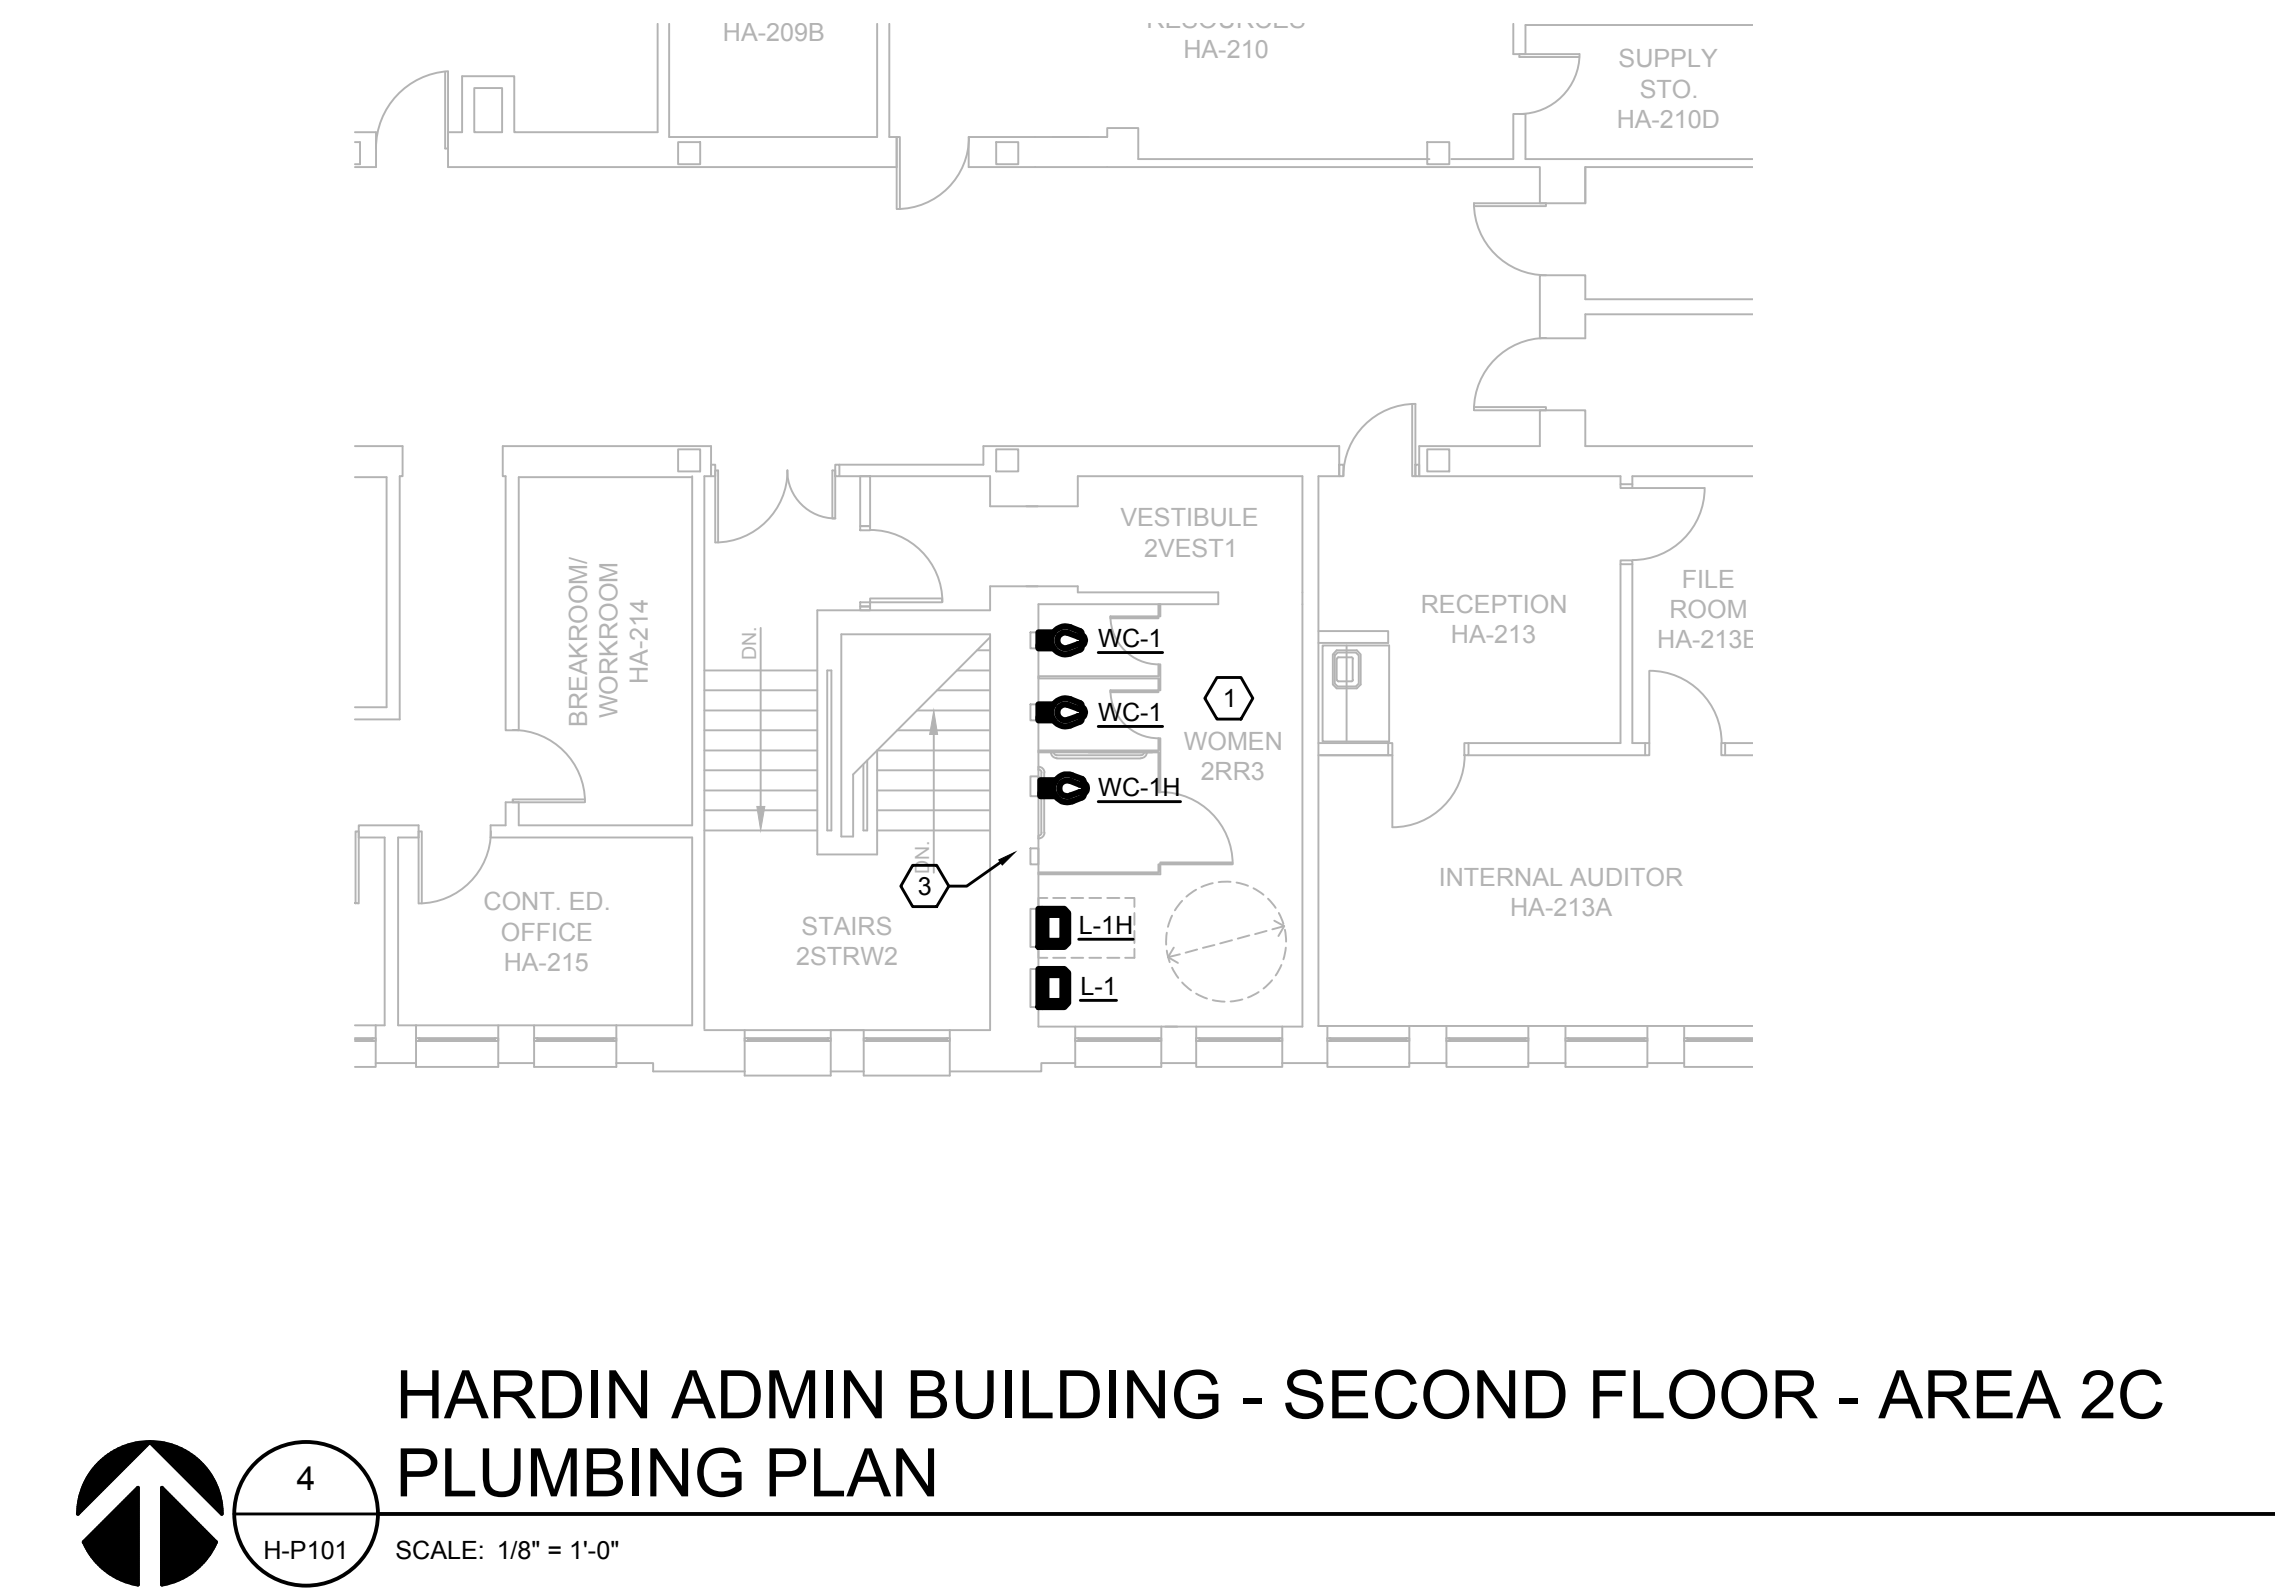 HA-209B
RESOURCES
HA-210
SUPPLY
STO.
HA-210D
VESTIBULE
2VEST1
BREAKROOM/
WORKROOM
HA-214
DN.
WC-1
WC-1
WC-1H
1
WOMEN
2RR3
RECEPTION
HA-213
FILE
ROOM
HA-213E
DN.
3
CONT. ED.
OFFICE
HA-215
STAIRS
2STRW2
L-1H
L-1
INTERNAL AUDITOR
HA-213A
HARDIN ADMIN BUILDING - SECOND FLOOR - AREA 2C
PLUMBING PLAN
4
H-P101
SCALE: 1/8" = 1'-0"